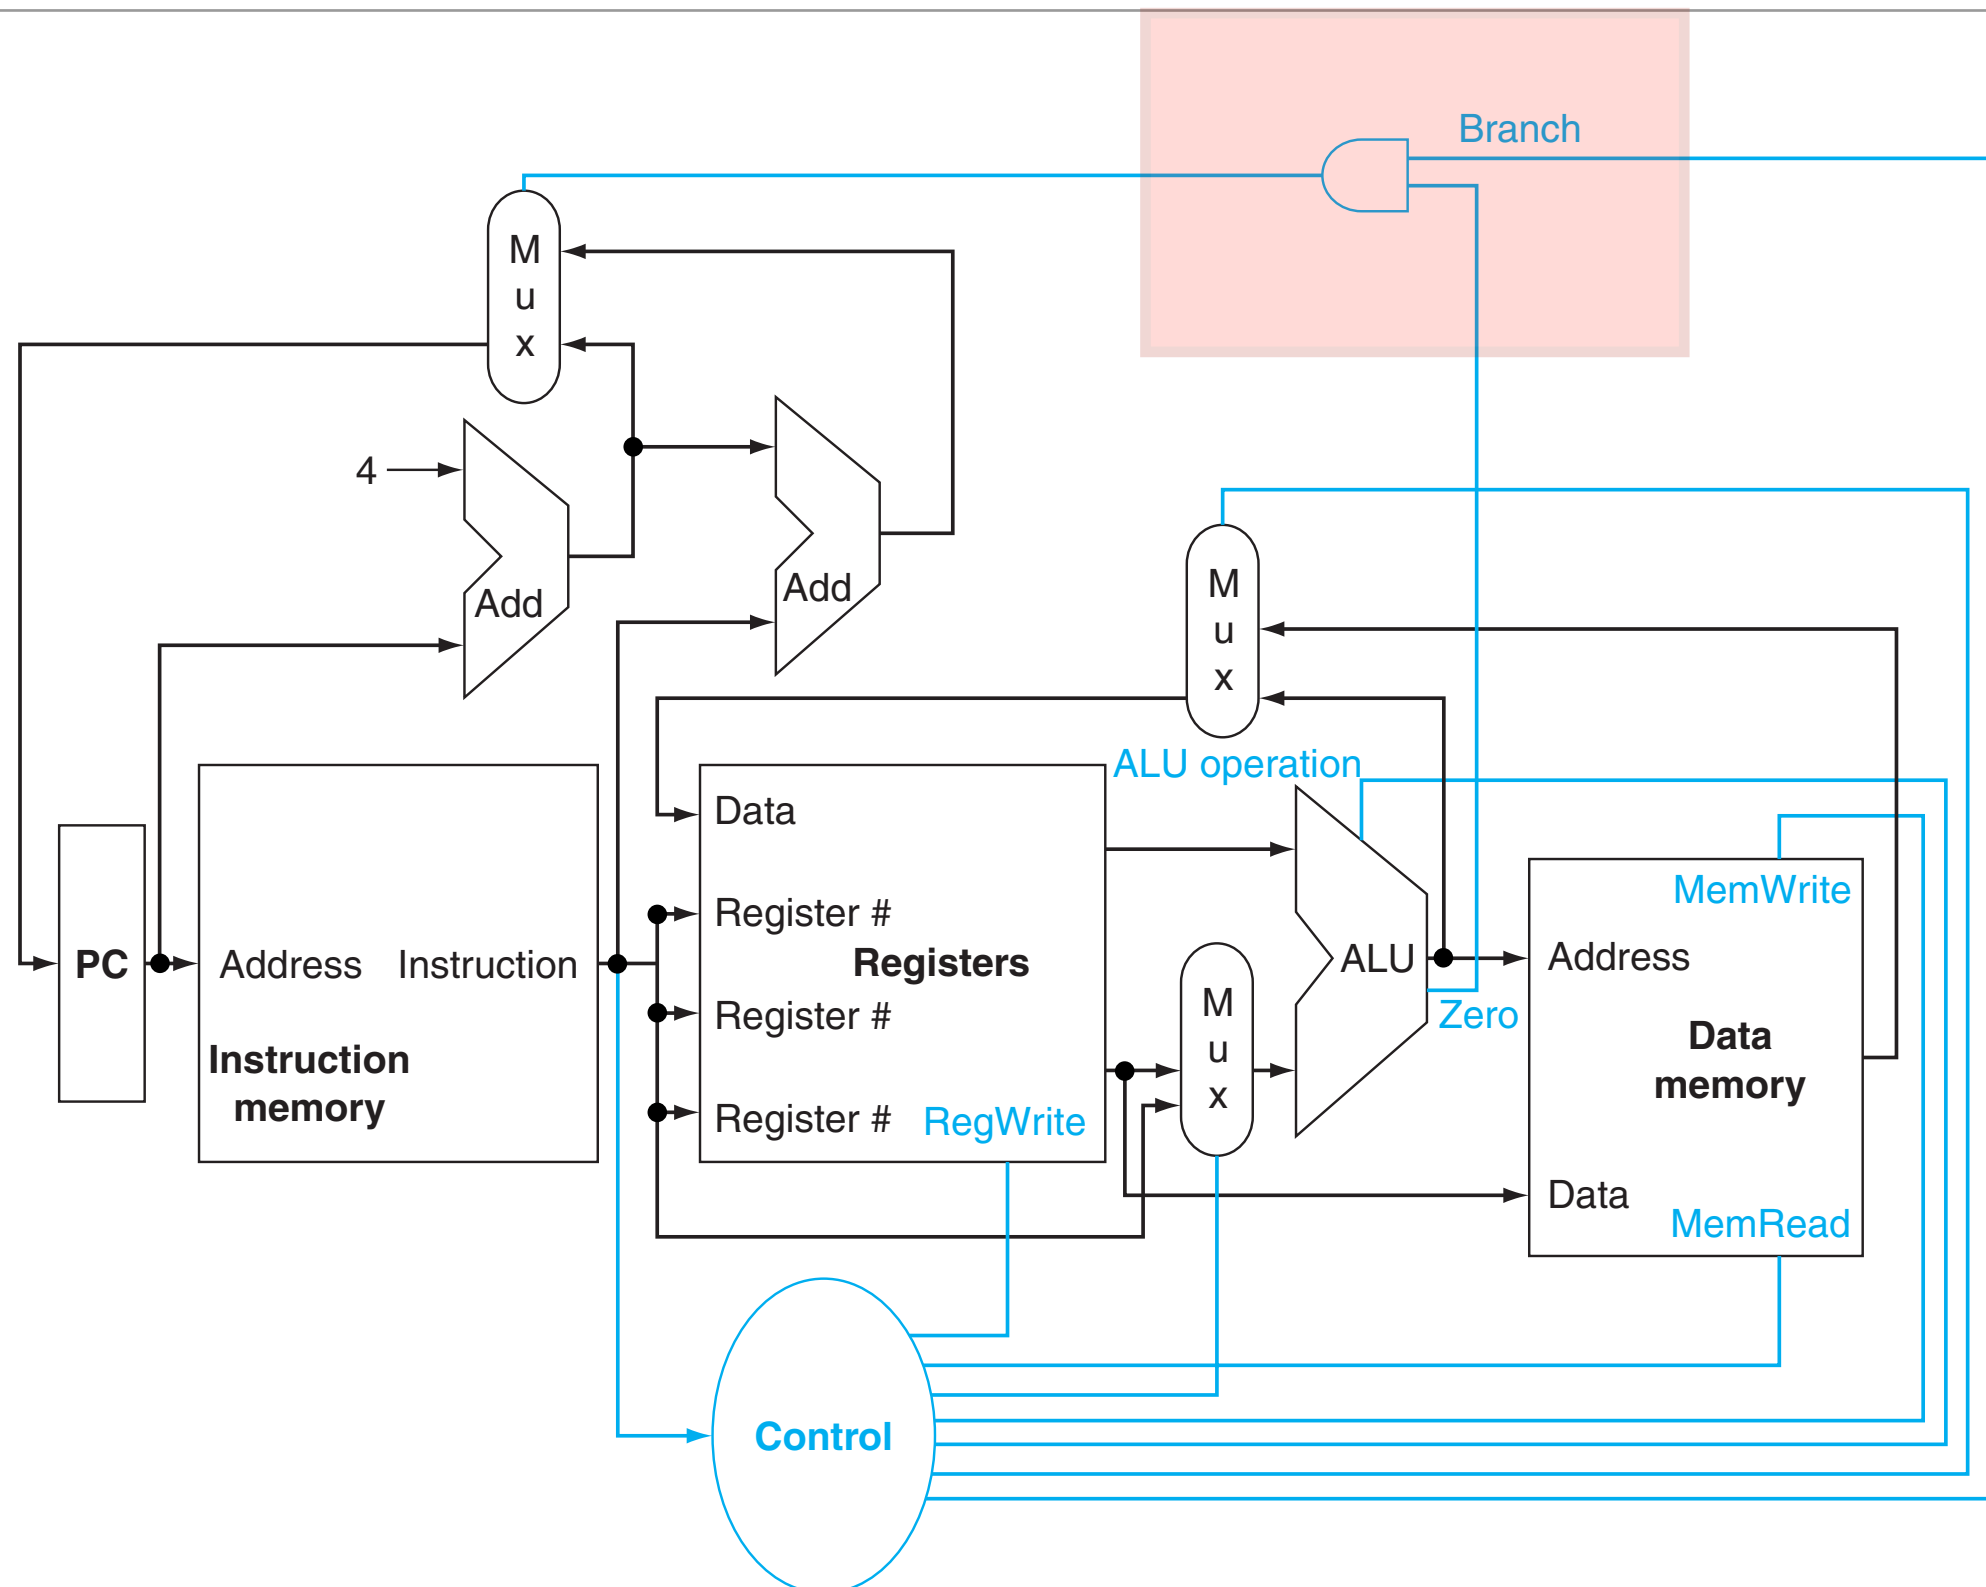 Branch
M
u
x
4
Add
Add
M
u
x
ALU operation
Data
Register #
Registers
Register #
Register #
RegWrite
PC
Address
Instruction
Instruction
memory
M
u
x
ALU
Zero
MemWrite
Address
Data
memory
Data
MemRead
Control